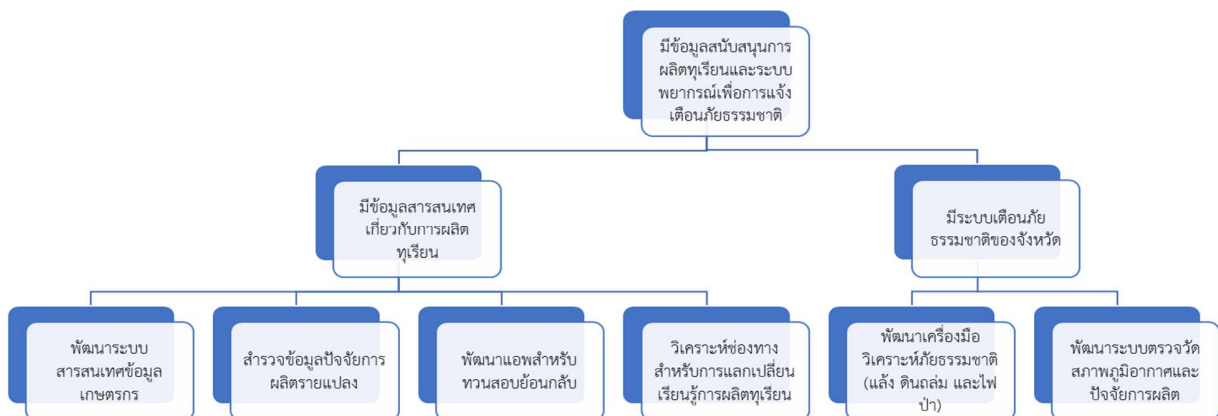 มีข้อมูลสนับสนุนการ
ผลิตทุเรียนและระบบ
พยากรณ์เพื่อการแจ้ง
เตือนภัยธรรมชาติ
มีข้อมูลสารสนเทศ
เกี่ยวกับการผลิต
ทุเรียน
มีระบบเตือนภัย
ธรรมชาติของจังหวัด
พัฒนาระบบ
สารสนเทศข้อมูล
เกษตรกร
สำรวจข้อมูลปัจจัยการ
ผลิตรายแปลง
พัฒนาแอพสำหรับ
ทวนสอบย้อนกลับ
วิเคราะห์ช่องทาง
สำหรับการแลกเปลี่ยน
เรียนรู้การผลิตทุเรียน
พัฒนาเครื่องมือ
วิเคราะห์ภัยธรรมชาติ
(แล้ง ดินถล่ม และไฟ
ป่า)
พัฒนาระบบตรวจวัด
สภาพภูมิอากาศและ
ปัจจัยการผลิต